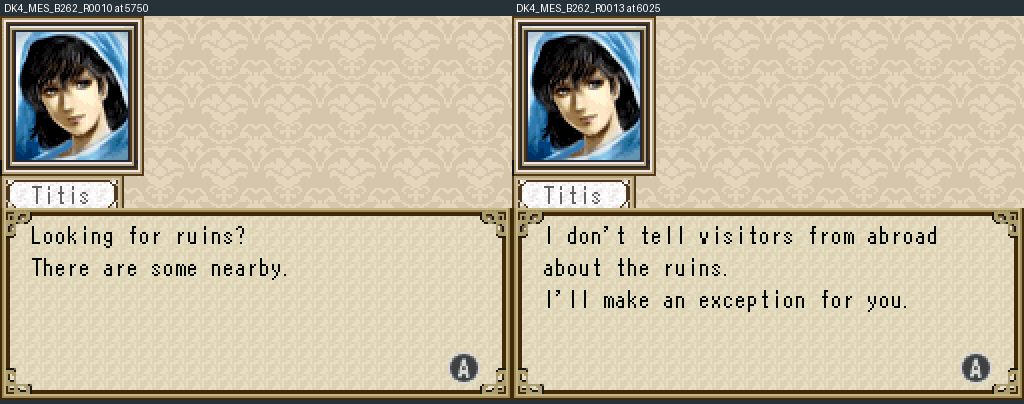 DK4_MES_B262_R0010 at 5750
Titis
Looking for ruins?
There are some nearby.
A
DK4_MES_B262_R0013 at 6025
Titis
I don't tell visitors from abroad
about the ruins.
I'll make an exception for you.
A